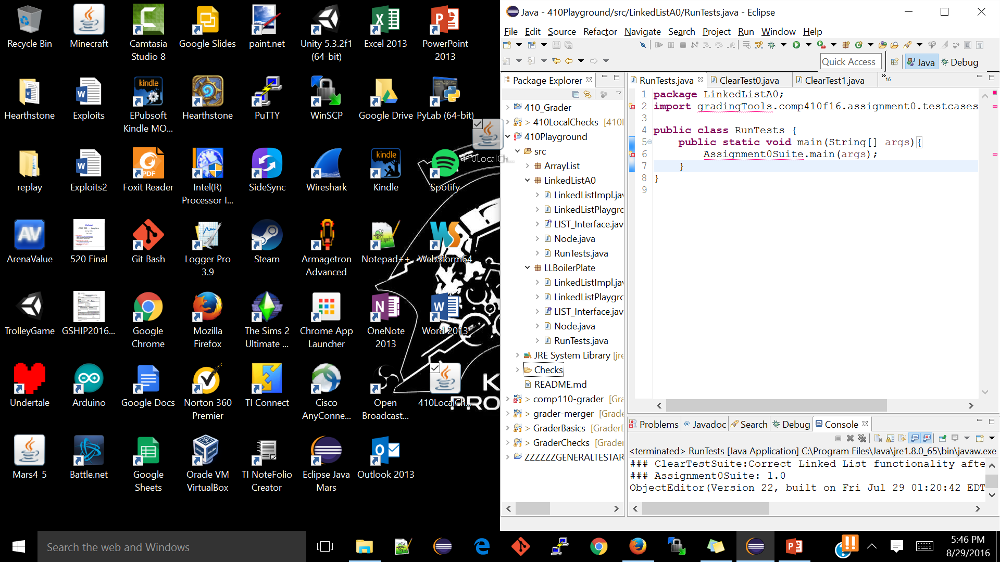 Recycle Bin
Minecraft
Camtasia
Studio 8
Google Slides
paint.net
Unity 5.3.2f1
(64-bit)
Excel 2013
PowerPoint
2013
Hearthstone
Exploits
kindle
EPubsoft
Kindle MO...
Hearthstone
PuTTY
WinSCP
Google Drive
PyLab (64-bit)
410LocalCh...
replay
Exploits2
PDF
Foxit Reader
Intel(R)
Processor I...
SideSync
Wireshark
kindle
Kindle
Spotify
AV
ArenaValue
520 Final
Git Bash
Logger Pro
3.9
Steam
Armagetron
Advanced
Notepad++
WS
WebStorm64
TrolleyGame
GSHIP2016...
Google
Chrome
Mozilla
Firefox
The Sims 2
Ultimate ...
Chrome App
Launcher
OneNote
2013
Word 2013
Undertale
Arduino
Google Docs
Norton 360
Premier
TI Connect
Cisco
AnyConne...
Open
Broadcast...
410LocalCh...
K
PRO
Mars4_5
Battle.net
Google
Sheets
Oracle VM
VirtualBox
TI NoteFolio
Creator
Eclipse Java
Mars
Outlook 2013
Java - 410Playground/src/LinkedListA0/RunTests.java - Eclipse
File Edit Source Refactor Navigate Search Project Run Window Help
Quick Access
Java
Debug
Package Explorer
410_Grader
> 410LocalChecks [410l
410Playground
src
ArrayList
LinkedListA0
LinkedListImpl.jav
LinkedListPlaygro
LIST_Interface.jav
Node.java
RunTests.java
LLBoilerPlate
LinkedListImpl.jav
LinkedListPlaygro
LIST_Interface.jav
Node.java
RunTests.java
JRE System Library [jre
Checks
README.md
> comp110-grader [Gra
> grader-merger [Grade
> GraderBasics [GraderB
> GraderChecks [Grader
ZZZZZZGENERALTESTAR
RunTests.java
ClearTest0.java
ClearTest1.java
»16
1 package LinkedListA0;
2 import gradingTools.comp410f16.assignment0.testcases
3
4 public class RunTests {
5 public static void main(String[] args){
6 Assignment0Suite.main(args);
7 }
8 }
9
Problems
@ Javadoc
Search
Debug
Console
<terminated> RunTests [Java Application] C:\Program Files\Java\jre1.8.0_65\bin\javaw.exe
### ClearTestSuite:Correct Linked List functionality afte
### Assignment0Suite: 1.0
ObjectEditor(Version 22, built on Fri Jul 29 01:20:42 EDT
Search the web and Windows
5:46 PM
8/29/2016